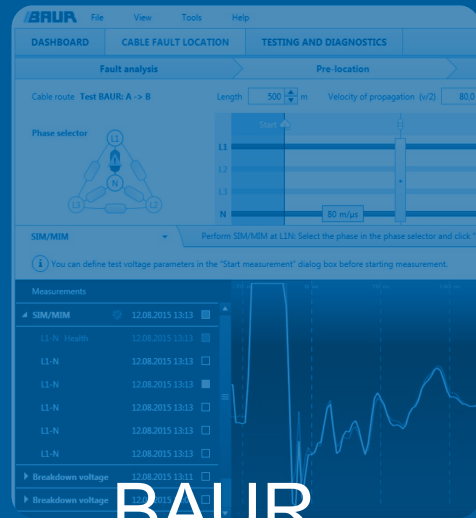 BAUR File View Tools Help
DASHBOARD CABLE FAULT LOCATION TESTING AND DIAGNOSTICS
Fault analysis Pre-location
Cable route Test BAUR: A -> B Length 500 m Velocity of propagation (v/2) 80,0
Phase selector
Start
L1
L1
L2
N
L3
L3
L2
N
80 m/µs
SIM/MIM Perform SIM/MIM at L1N: Select the phase in the phase selector and click "
You can define test voltage parameters in the "Start measurement" dialog box before starting measurement.
Measurements
SIM/MIM 12.08.2015 13:13
L1-N Health 12.08.2015 13:13
L1-N 12.08.2015 13:13
L1-N 12.08.2015 13:13
L1-N 12.08.2015 13:13
L1-N 12.08.2015 13:13
L1-N 12.08.2015 13:13
Breakdown voltage 12.08.2015 13:11
Breakdown voltage
BAUR